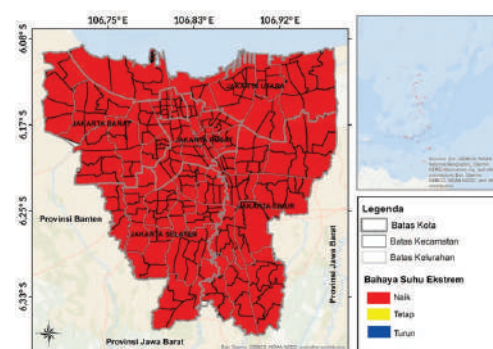 106.75°E 106.83°E 106.92°E
6.08°S
6.17°S
6.25°S
6.33°S
JAKARTA UTARA
JAKARTA BARAT
JAKARTA PUSAT
JAKARTA TIMUR
JAKARTA SELATAN
Provinsi Banten
Provinsi Jawa Barat
Provinsi Jawa Barat
Legenda
Batas Kota
Batas Kecamatan
Batas Kelurahan
Bahaya Suhu Ekstrem
Naik
Tetap
Turun